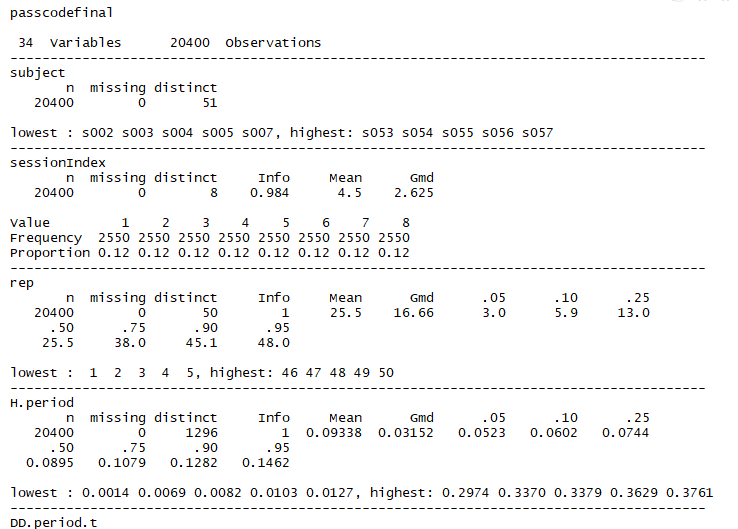 passcodefinal
34 Variables 20400 Observations
--------------------------------------------------------------------------------------
subject
n missing distinct
20400 0 51
lowest : s002 s003 s004 s005 s007, highest: s053 s054 s055 s056 s057
--------------------------------------------------------------------------------------
sessionIndex
n missing distinct Info Mean Gmd
20400 0 8 0.984 4.5 2.625
Value 1 2 3 4 5 6 7 8
Frequency 2550 2550 2550 2550 2550 2550 2550 2550
Proportion 0.12 0.12 0.12 0.12 0.12 0.12 0.12 0.12
--------------------------------------------------------------------------------------
rep
n missing distinct Info Mean Gmd .05 .10 .25
20400 0 50 1 25.5 16.66 3.0 5.9 13.0
.50 .75 .90 .95
25.5 38.0 45.1 48.0
lowest : 1 2 3 4 5, highest: 46 47 48 49 50
--------------------------------------------------------------------------------------
H.period
n missing distinct Info Mean Gmd .05 .10 .25
20400 0 1296 1 0.09338 0.03152 0.0523 0.0602 0.0744
.50 .75 .90 .95
0.0895 0.1079 0.1282 0.1462
lowest : 0.0014 0.0069 0.0082 0.0103 0.0127, highest: 0.2974 0.3370 0.3379 0.3629 0.3761
--------------------------------------------------------------------------------------
DD.period.t